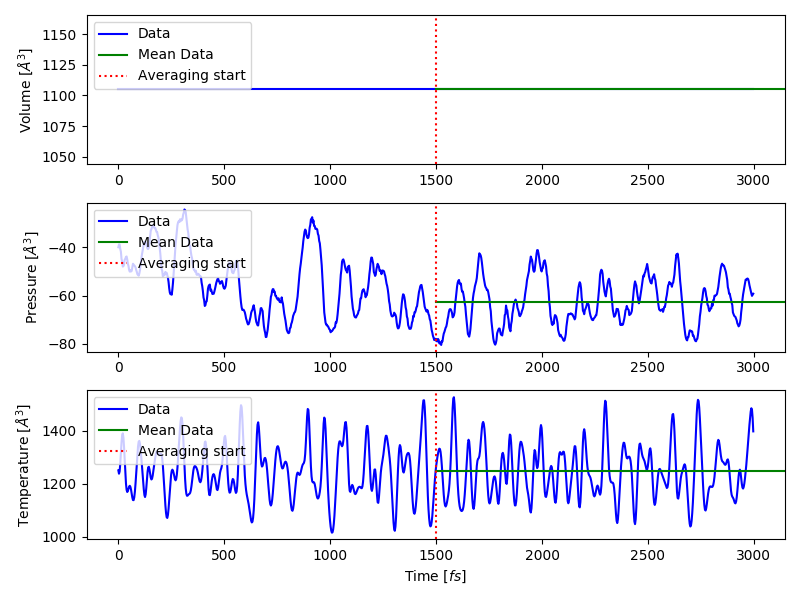 Volume [Å³]
1150
1125
1100
1075
1050
Data
Mean Data
Averaging start
0 500 1000 1500 2000 2500 3000
Pressure [Å³]
−40
−60
−80
Data
Mean Data
Averaging start
0 500 1000 1500 2000 2500 3000
Temperature [Å³]
1400
1200
1000
Data
Mean Data
Averaging start
0 500 1000 1500 2000 2500 3000
Time [fs]